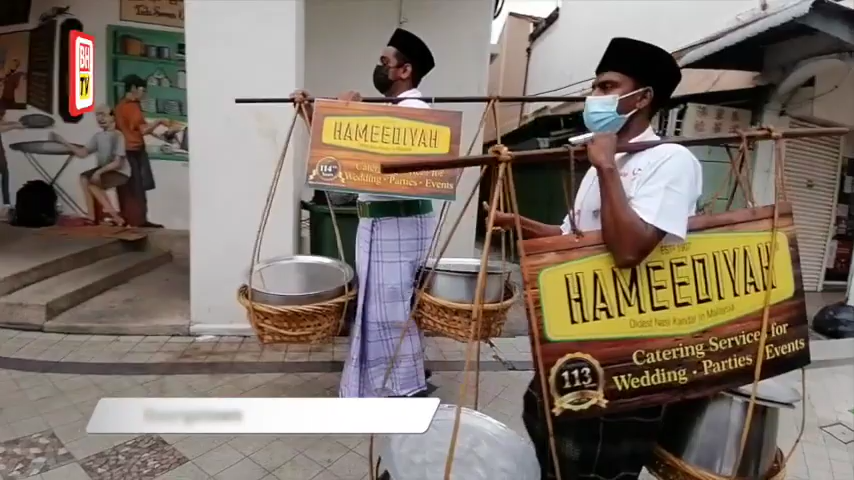 BH
TV
HAMEEDIYAH
114
Catering Services for
Wedding • Parties • Events
ESTD 1907
HAMEEDIYAH
Oldest Nasi Kandar in Malaysia
113
Catering Services for
Wedding • Parties • Events